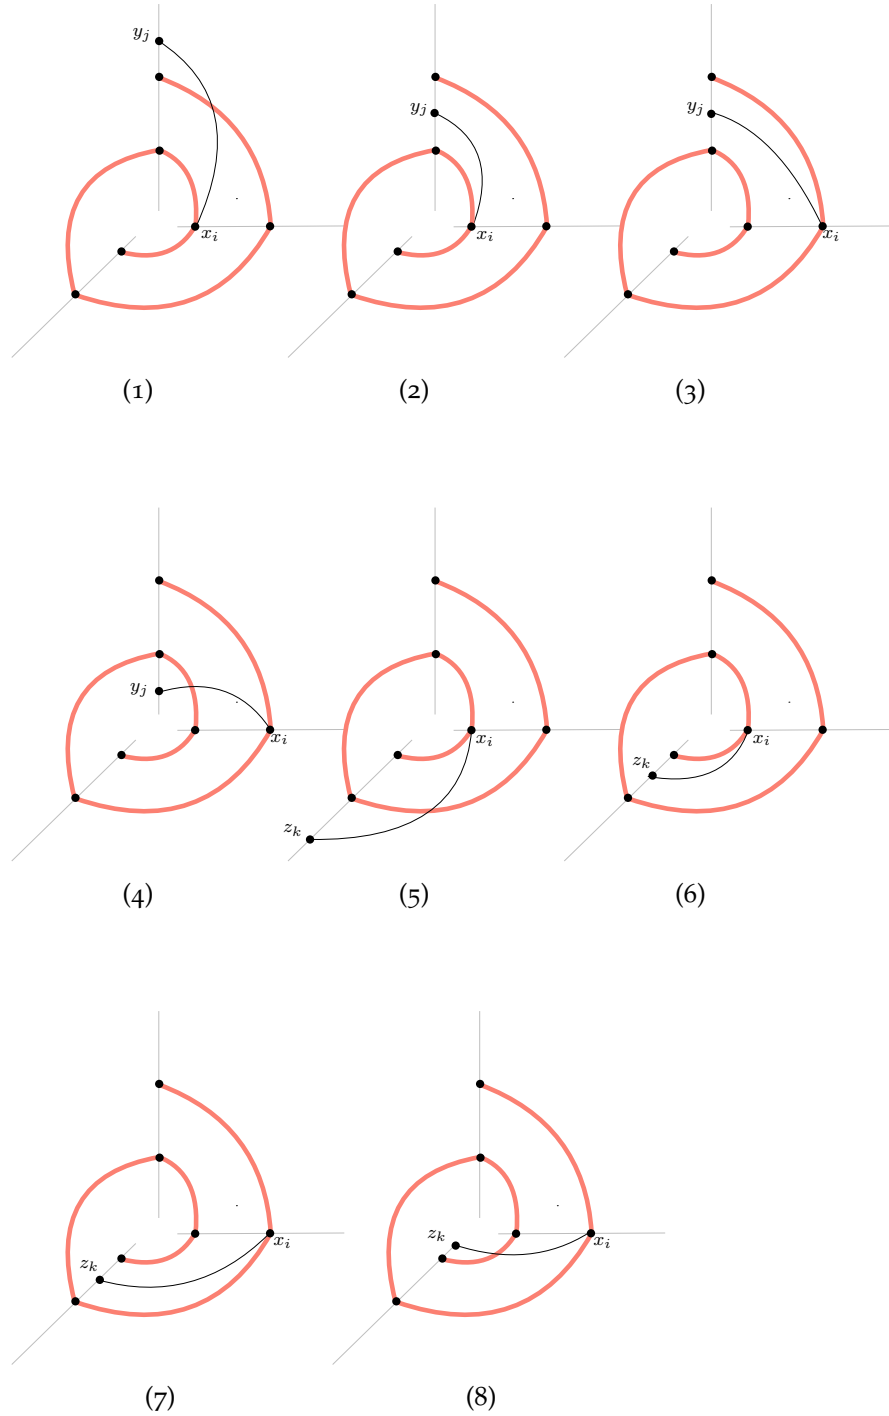 y_j
x_i
(1)
y_j
x_i
(2)
y_j
x_i
(3)
y_j
x_i
(4)
x_i
z_k
(5)
x_i
z_k
(6)
z_k
x_i
(7)
z_k
x_i
(8)